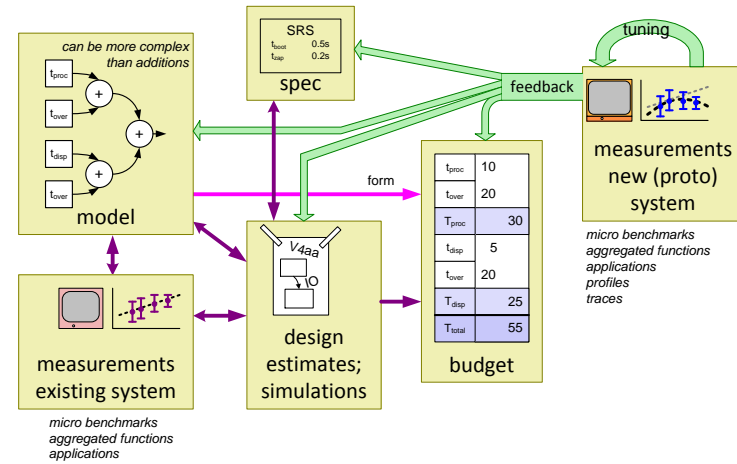 can be more complex
than additions
tproc
tover
tdisp
tover
+
+
+
model
SRS
tboot 0.5s
tzap 0.2s
spec
tuning
feedback
measurements
new (proto)
system
micro benchmarks
aggregated functions
applications
profiles
traces
form
tproc 10
tover 20
Tproc 30
tdisp 5
tover 20
Tdisp 25
Ttotal 55
budget
V4aa
IO
design
estimates;
simulations
measurements
existing system
micro benchmarks
aggregated functions
applications